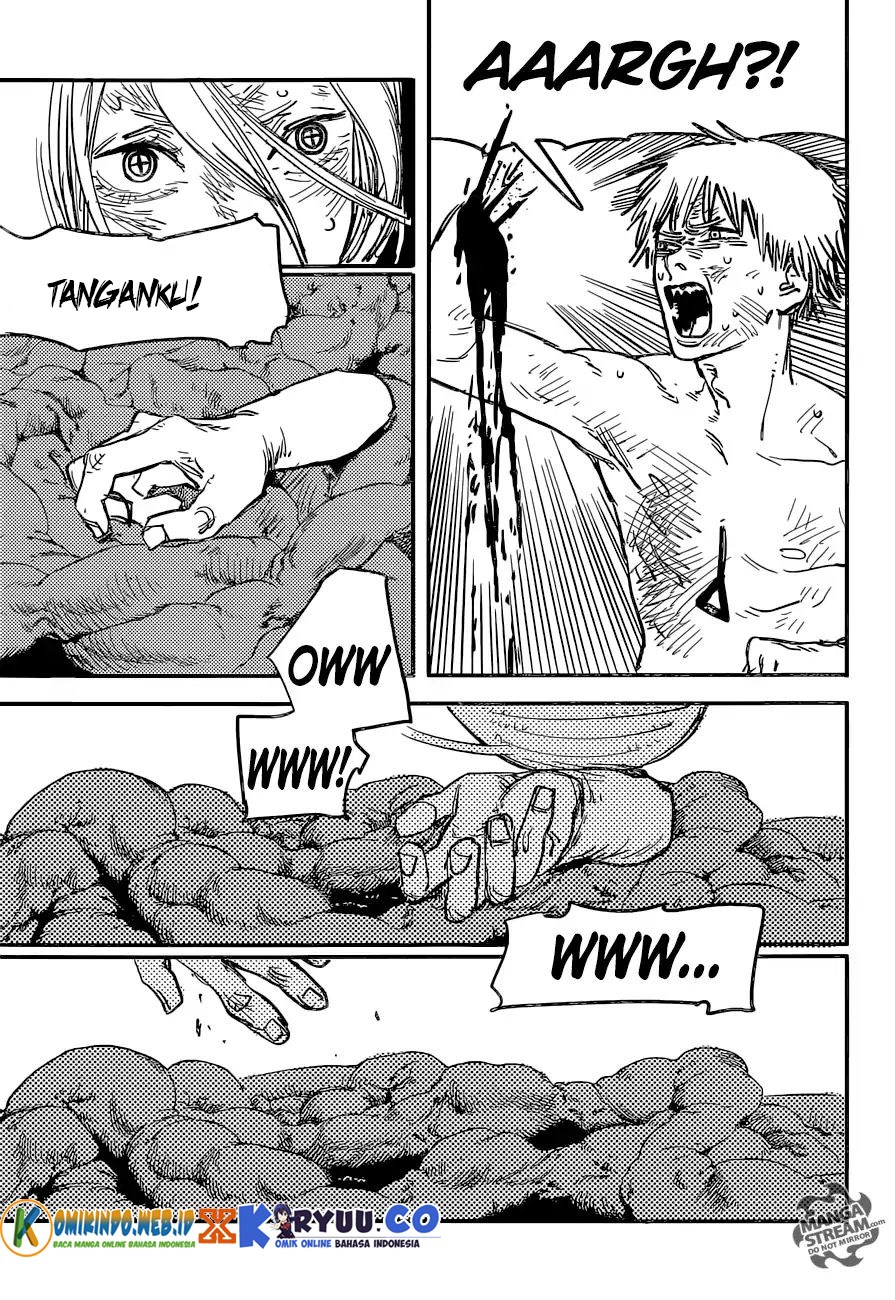 AAARGH?!
TANGANKU!
OWW
WWW!
WWW...
KOMIKINDO.WEB.ID
BACA MANGA ONLINE BAHASA INDONESIA
X
KIRYUU.CO
OMIK ONLINE BAHASA INDONESIA
MANGA
STREAM.com
DO NOT MIRROR